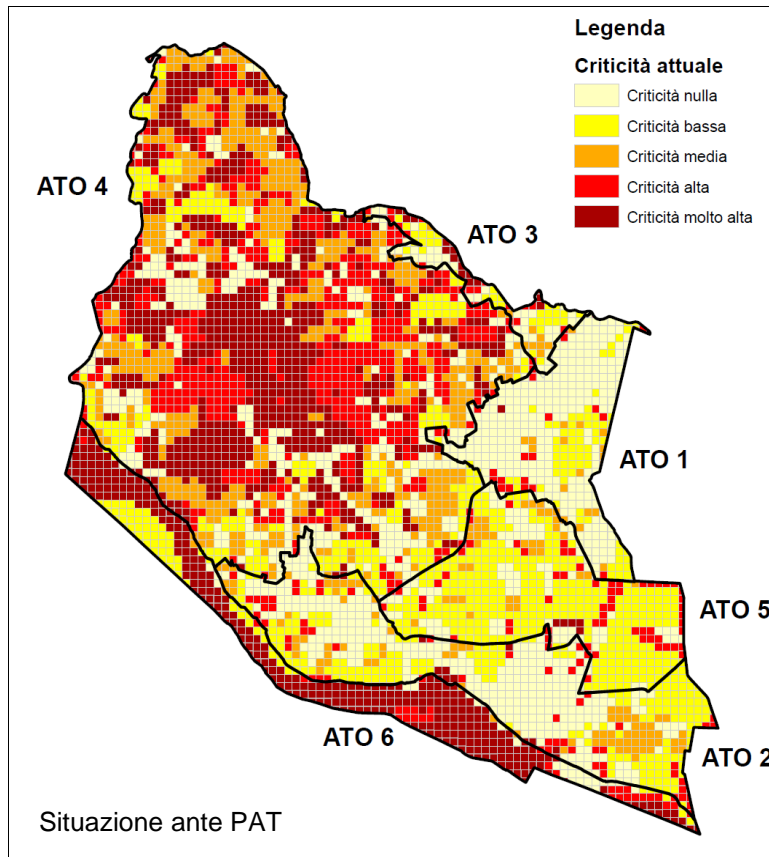 Legenda
Criticità attuale
Criticità nulla
Criticità bassa
Criticità media
Criticità alta
Criticità molto alta
ATO 4
ATO 3
ATO 1
ATO 5
ATO 6
ATO 2
Situazione ante PAT